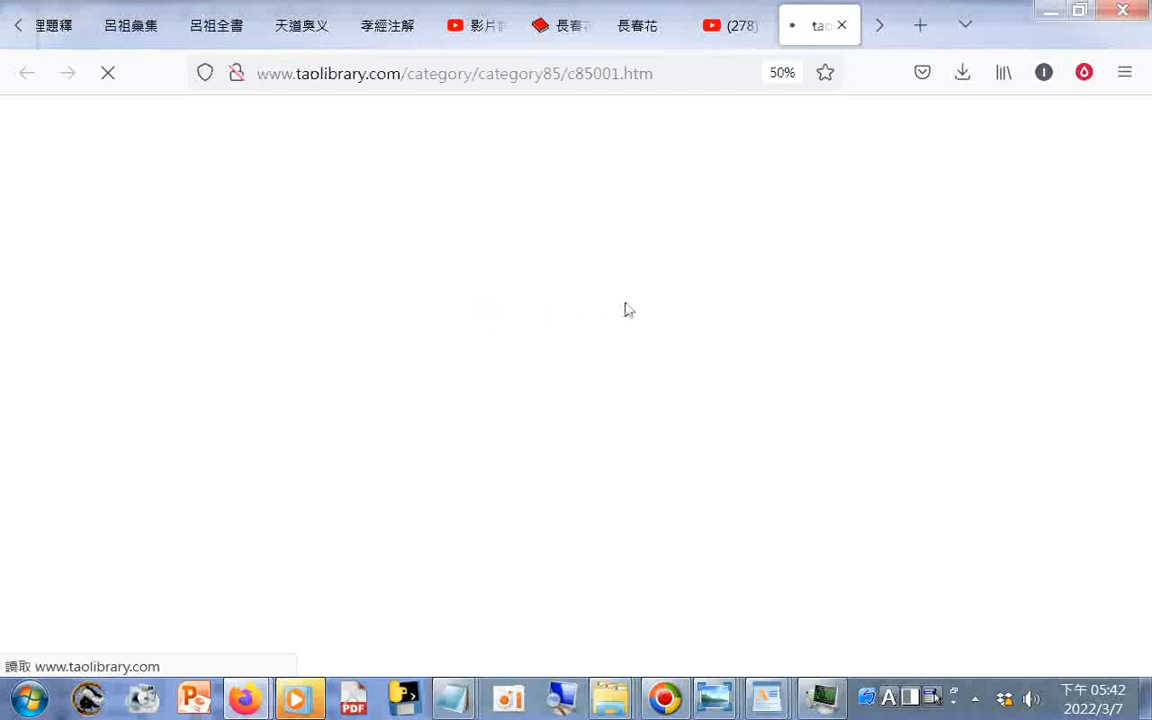 理題釋 呂祖彙集 呂祖全書 天道奧义 孝經注解 影片 長春 長春花 (278) tao
www.taolibrary.com/category/category85/c85001.htm 50%
讀取 www.taolibrary.com
PDF A 下午 05:42
2022/3/7